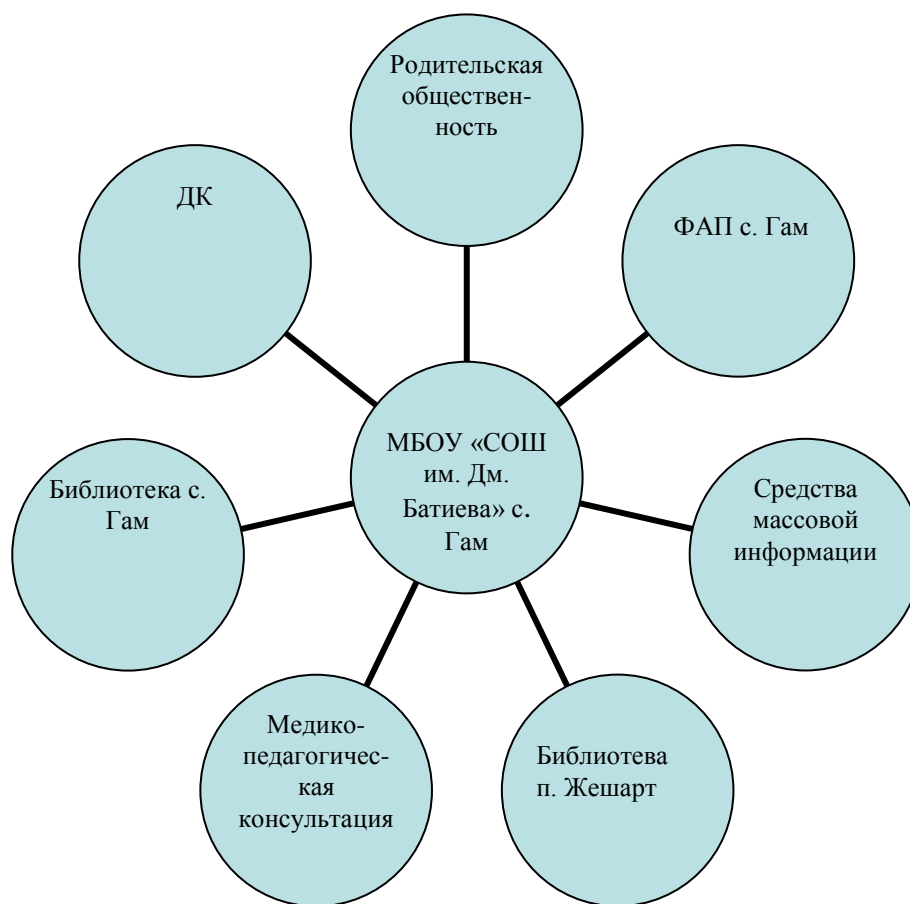 Родительская
обществен-
ность
ДК
ФАП с. Гам
МБОУ «СОШ
им. Дм.
Батиева» с.
Гам
Библиотека с.
Гам
Средства
массовой
информации
Медико-
педагогичес-
кая
консультация
Библиотева
п. Жешарт